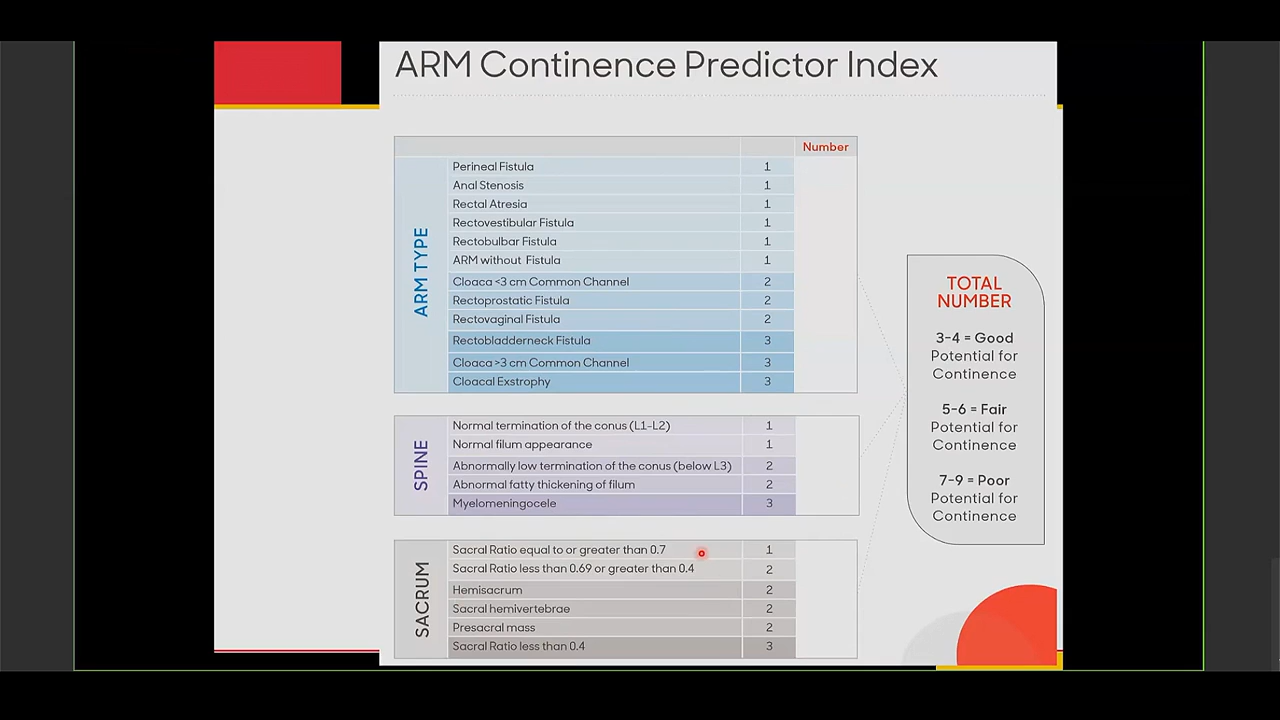 ARM Continence Predictor Index
Number
ARM TYPE
Perineal Fistula 1
Anal Stenosis 1
Rectal Atresia 1
Rectovestibular Fistula 1
Rectobulbar Fistula 1
ARM without Fistula 1
Cloaca <3 cm Common Channel 2
Rectoprostatic Fistula 2
Rectovaginal Fistula 2
Rectobladderneck Fistula 3
Cloaca >3 cm Common Channel 3
Cloacal Exstrophy 3
SPINE
Normal termination of the conus (L1-L2) 1
Normal filum appearance 1
Abnormally low termination of the conus (below L3) 2
Abnormal fatty thickening of filum 2
Myelomeningocele 3
SACRUM
Sacral Ratio equal to or greater than 0.7 1
Sacral Ratio less than 0.69 or greater than 0.4 2
Hemisacrum 2
Sacral hemivertebrae 2
Presacral mass 2
Sacral Ratio less than 0.4 3
TOTAL
NUMBER
3-4 = Good
Potential for
Continence
5-6 = Fair
Potential for
Continence
7-9 = Poor
Potential for
Continence